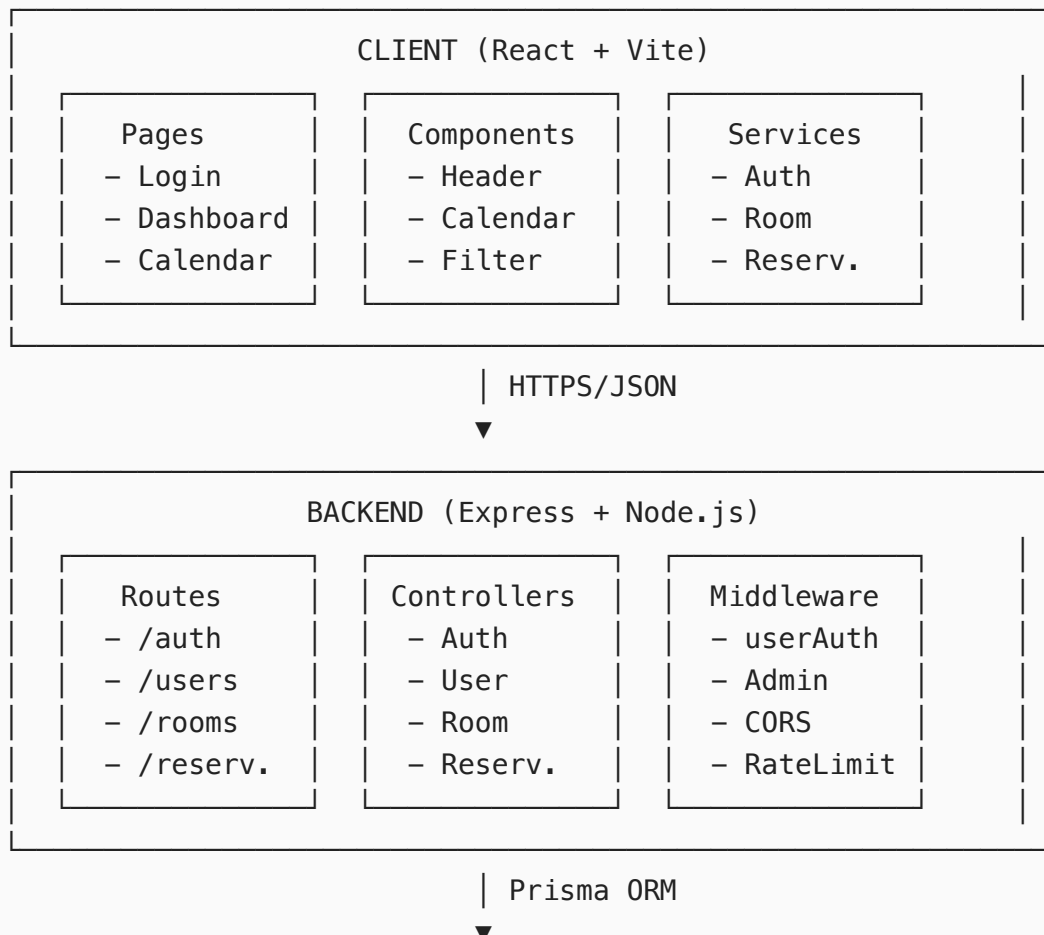 CLIENT (React + Vite)
Pages Components Services
– Login – Header – Auth
– Dashboard – Calendar – Room
– Calendar – Filter – Reserv.
HTTPS/JSON
▼
BACKEND (Express + Node.js)
Routes Controllers Middleware
– /auth – Auth – userAuth
– /users – User – Admin
– /rooms – Room – CORS
– /reserv. – Reserv. – RateLimit
Prisma ORM
▼